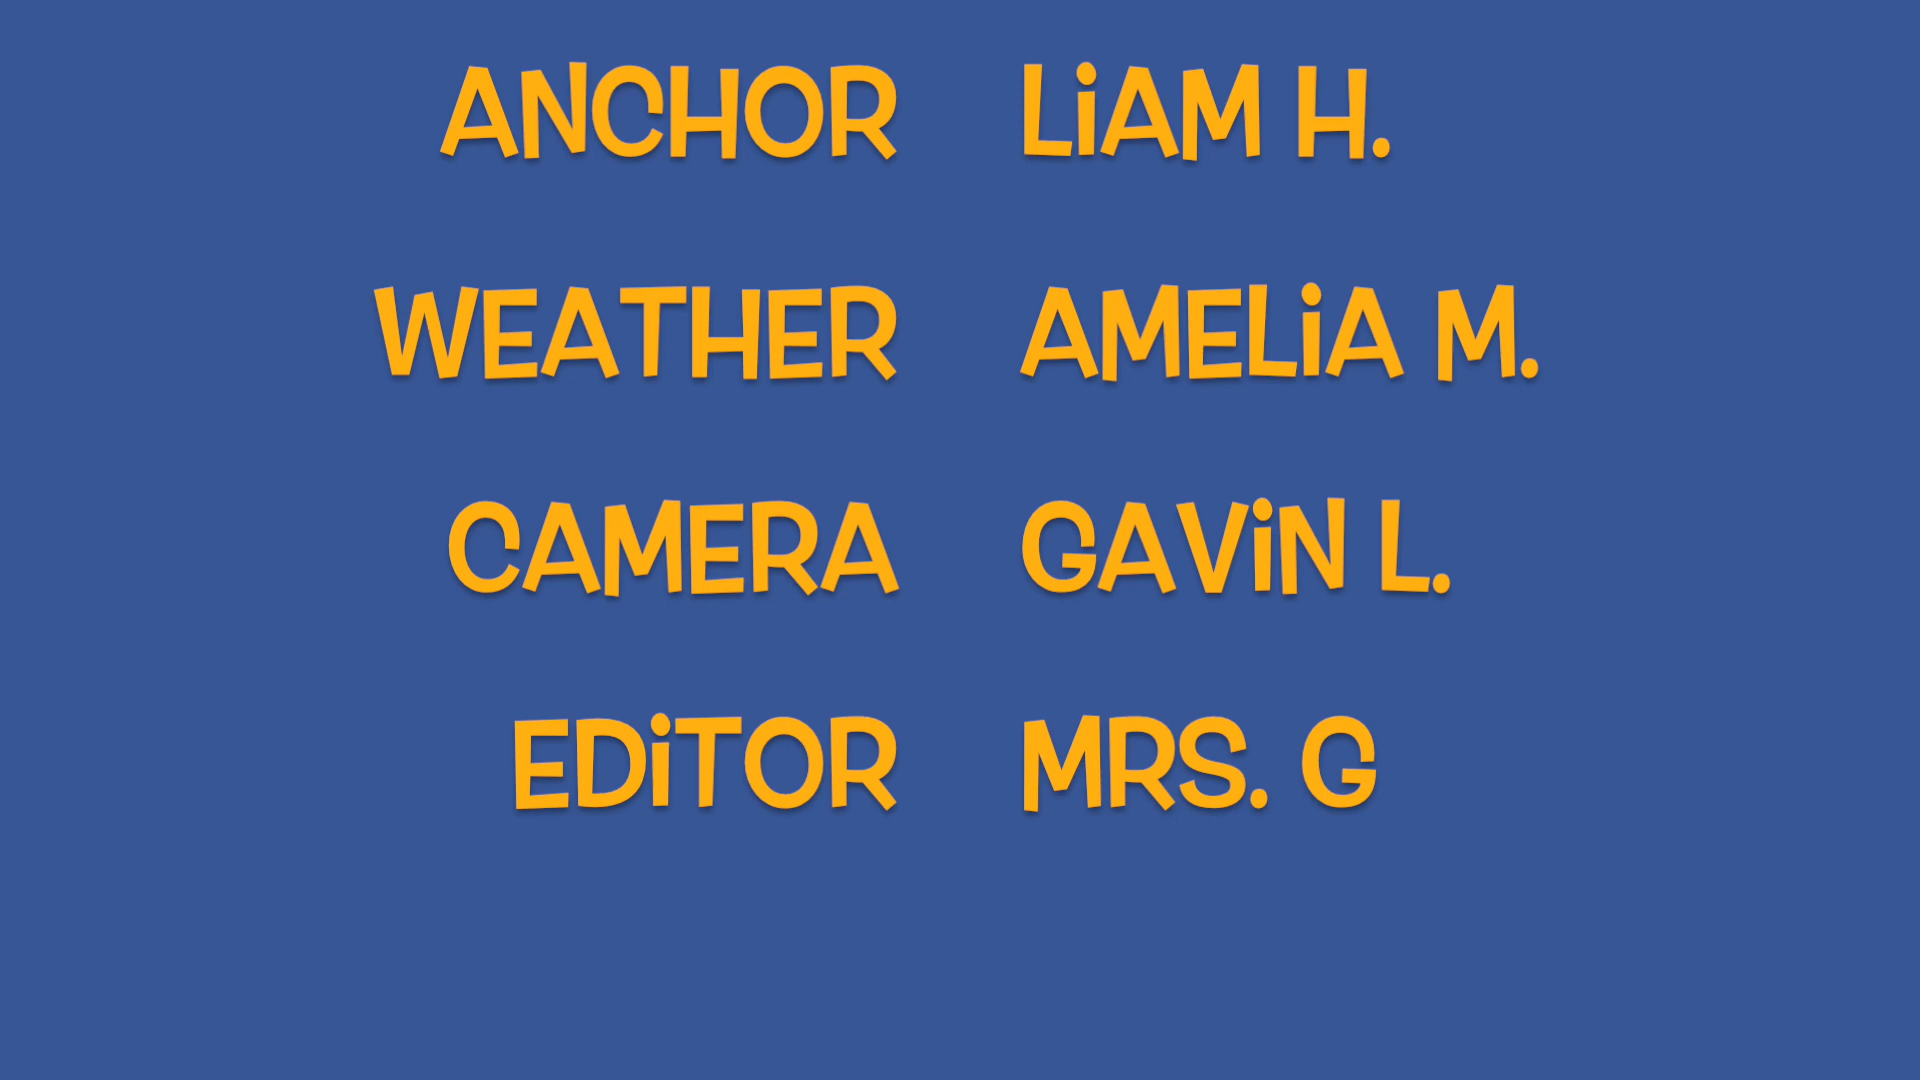 ANCHOR LiAM H.
WEATHER AMELiA M.
CAMERA GAViN L.
EDiTOR MRS. G